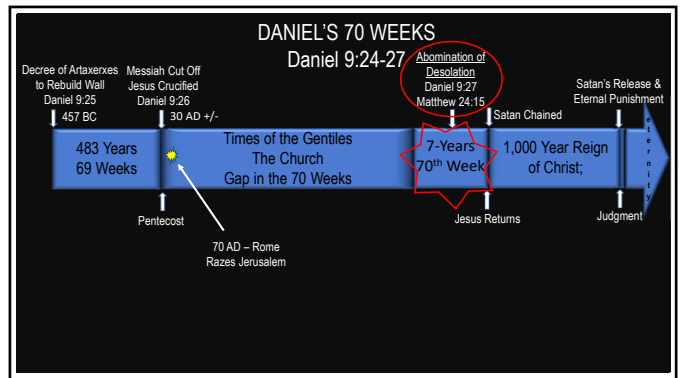 DANIEL'S 70 WEEKS
Daniel 9:24-27
Decree of Artaxerxes
to Rebuild Wall
Daniel 9:25
457 BC
Messiah Cut Off
Jesus Crucified
Daniel 9:26
30 AD +/-
Abomination of
Desolation
Daniel 9:27
Matthew 24:15
Satan Chained
Satan's Release &
Eternal Punishment
483 Years
69 Weeks
Times of the Gentiles
The Church
Gap in the 70 Weeks
7-Years
70th Week
1,000 Year Reign
of Christ;
eternity
Pentecost
70 AD – Rome
Razes Jerusalem
Jesus Returns
Judgment